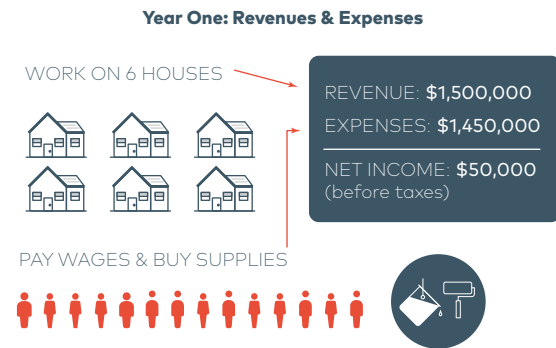 Year One: Revenues & Expenses
WORK ON 6 HOUSES
REVENUE: $1,500,000
EXPENSES: $1,450,000
NET INCOME: $50,000
(before taxes)
PAY WAGES & BUY SUPPLIES